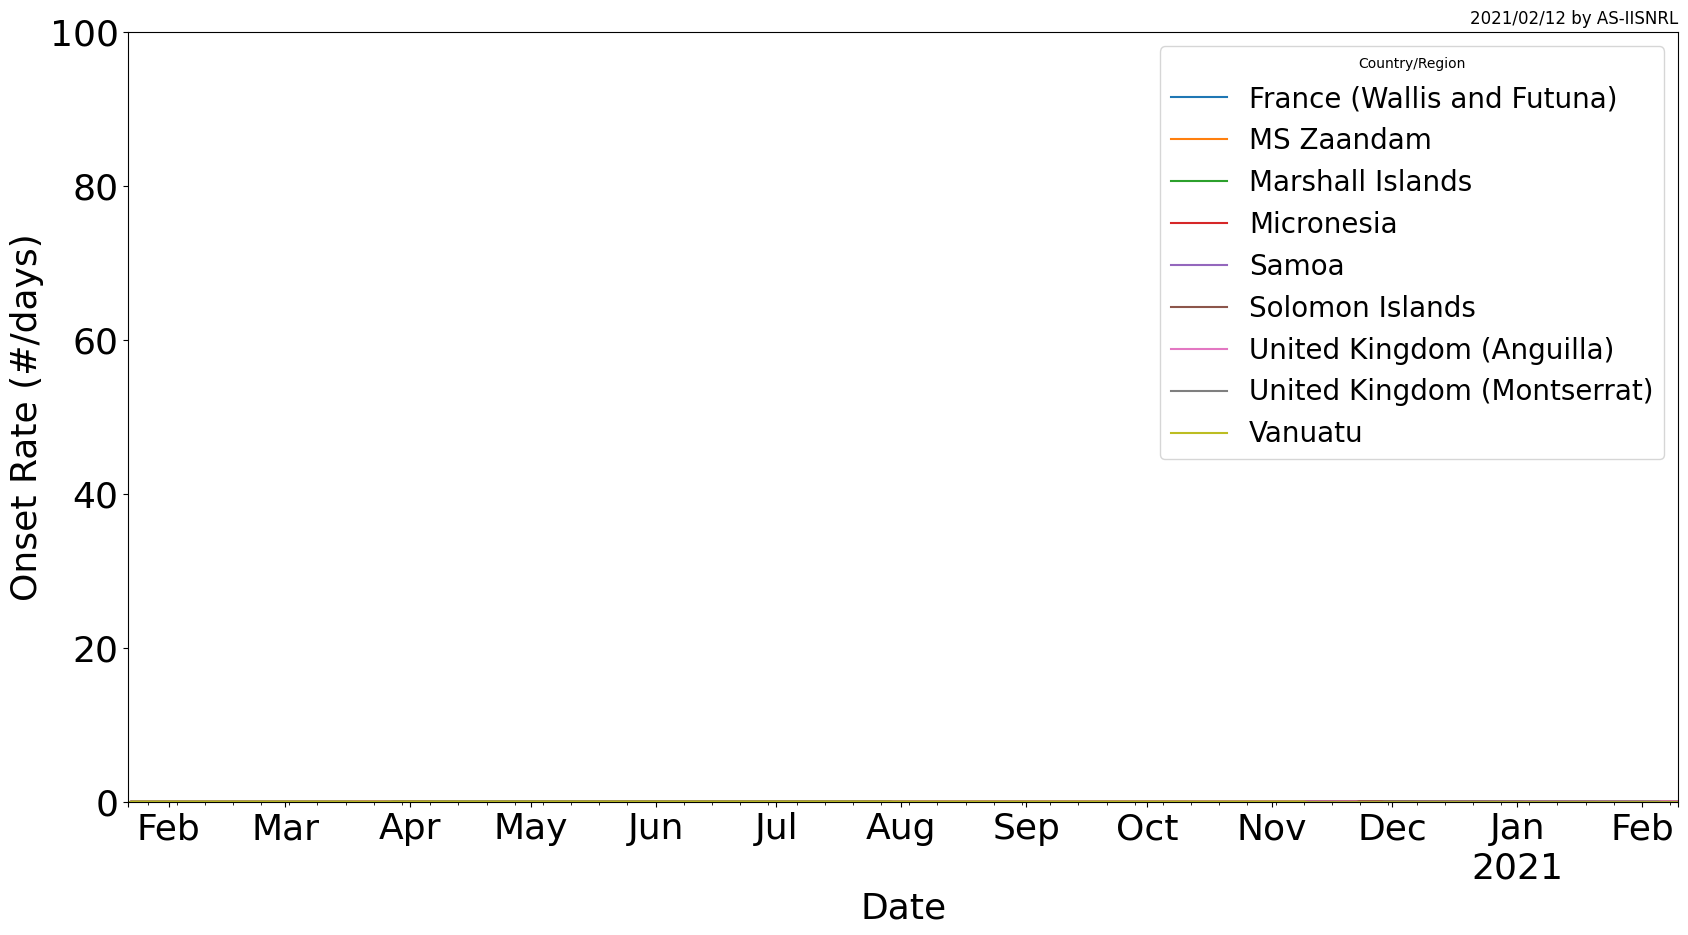 2021/02/12 by AS-IISNRL
100
80
60
40
20
0
Onset Rate (#/days)
Country/Region
France (Wallis and Futuna)
MS Zaandam
Marshall Islands
Micronesia
Samoa
Solomon Islands
United Kingdom (Anguilla)
United Kingdom (Montserrat)
Vanuatu
Feb Mar Apr May Jun Jul Aug Sep Oct Nov Dec Jan Feb
2021
Date